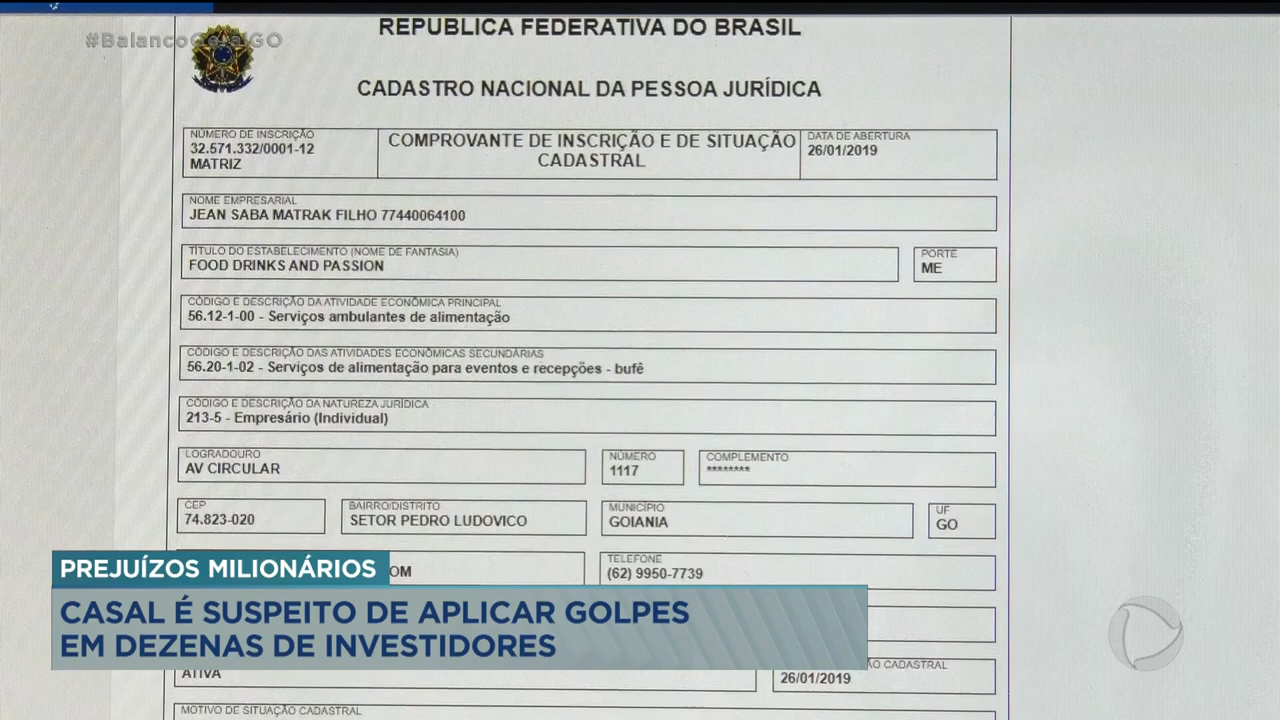 #BalancoGeralGO
REPÚBLICA FEDERATIVA DO BRASIL
CADASTRO NACIONAL DA PESSOA JURÍDICA
NÚMERO DE INSCRIÇÃO
32.571.332/0001-12
MATRIZ
COMPROVANTE DE INSCRIÇÃO E DE SITUAÇÃO
CADASTRAL
DATA DE ABERTURA
26/01/2019
NOME EMPRESARIAL
JEAN SABA MATRAK FILHO 77440064100
TÍTULO DO ESTABELECIMENTO (NOME DE FANTASIA)
FOOD DRINKS AND PASSION
PORTE
ME
CÓDIGO E DESCRIÇÃO DA ATIVIDADE ECONÔMICA PRINCIPAL
56.12-1-00 - Serviços ambulantes de alimentação
CÓDIGO E DESCRIÇÃO DAS ATIVIDADES ECONÔMICAS SECUNDÁRIAS
56.20-1-02 - Serviços de alimentação para eventos e recepções - bufê
CÓDIGO E DESCRIÇÃO DA NATUREZA JURÍDICA
213-5 - Empresário (Individual)
LOGRADOURO
AV CIRCULAR
NÚMERO
1117
COMPLEMENTO
********
CEP
74.823-020
BAIRRO/DISTRITO
SETOR PEDRO LUDOVICO
MUNICÍPIO
GOIANIA
UF
GO
OM
TELEFONE
(62) 9950-7739
PREJUÍZOS MILIONÁRIOS
CASAL É SUSPEITO DE APLICAR GOLPES
EM DEZENAS DE INVESTIDORES
ATIVA
ÃO CADASTRAL
26/01/2019
MOTIVO DE SITUAÇÃO CADASTRAL